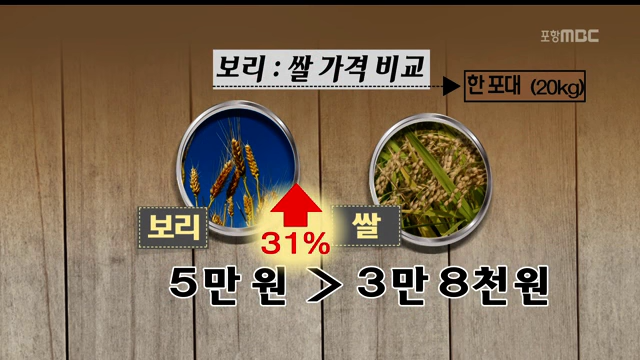 포항MBC
보리 : 쌀 가격 비교
한 포대 (20kg)
보리
31%
쌀
5만 원 > 3만 8천원